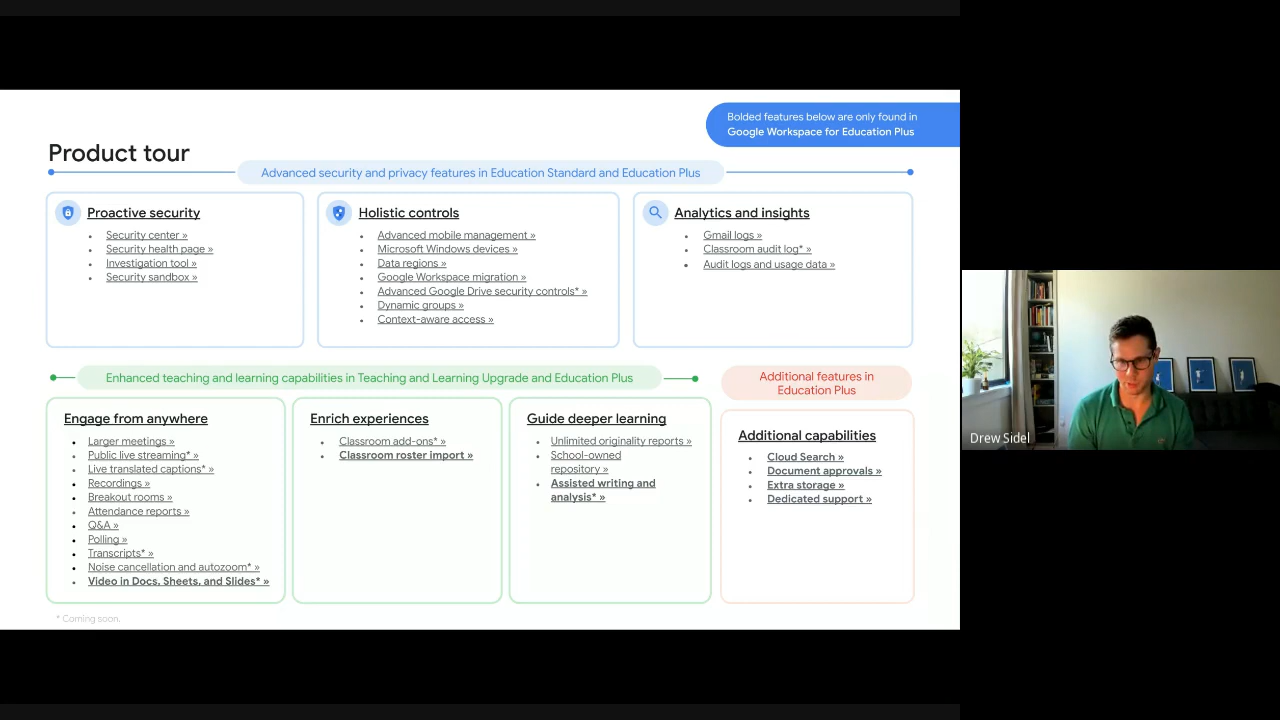 Bolded features below are only found in
Google Workspace for Education Plus
Product tour
Advanced security and privacy features in Education Standard and Education Plus
Proactive security
Security center »
Security health page »
Investigation tool »
Security sandbox »
Holistic controls
Advanced mobile management »
Microsoft Windows devices »
Data regions »
Google Workspace migration »
Advanced Google Drive security controls* »
Dynamic groups »
Context-aware access »
Analytics and insights
Gmail logs »
Classroom audit log* »
Audit logs and usage data »
Enhanced teaching and learning capabilities in Teaching and Learning Upgrade and Education Plus
Engage from anywhere
Larger meetings »
Public live streaming* »
Live translated captions* »
Recordings »
Breakout rooms »
Attendance reports »
Q&A »
Polling »
Transcripts* »
Noise cancellation and autozoom* »
Video in Docs, Sheets, and Slides* »
Enrich experiences
Classroom add-ons* »
Classroom roster import »
Guide deeper learning
Unlimited originality reports »
School-owned
repository »
Assisted writing and
analysis* »
Additional features in
Education Plus
Additional capabilities
Cloud Search »
Document approvals »
Extra storage »
Dedicated support »
* Coming soon.
Drew Sidel